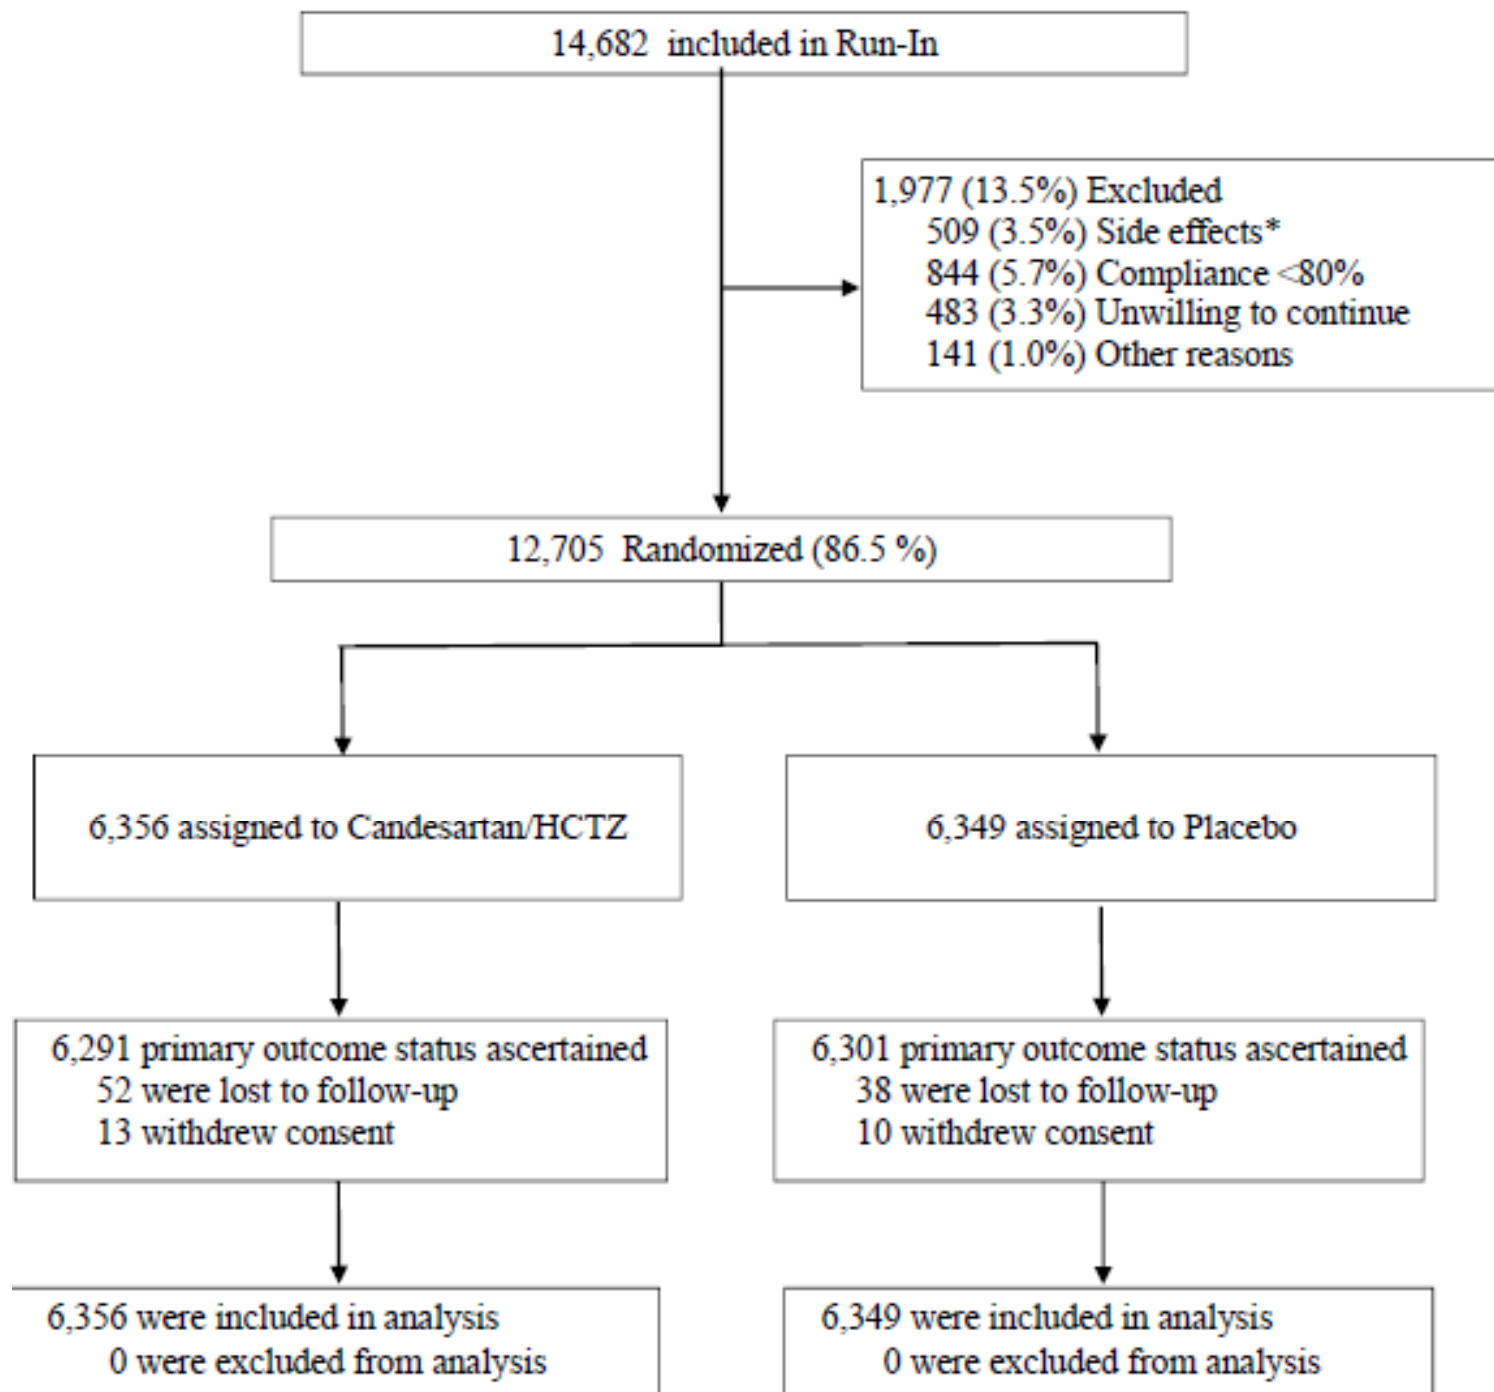 14,682 included in Run-In
1,977 (13.5%) Excluded
509 (3.5%) Side effects*
844 (5.7%) Compliance <80%
483 (3.3%) Unwilling to continue
141 (1.0%) Other reasons
12,705 Randomized (86.5 %)
6,356 assigned to Candesartan/HCTZ
6,349 assigned to Placebo
6,291 primary outcome status ascertained
52 were lost to follow-up
13 withdrew consent
6,301 primary outcome status ascertained
38 were lost to follow-up
10 withdrew consent
6,356 were included in analysis
0 were excluded from analysis
6,349 were included in analysis
0 were excluded from analysis